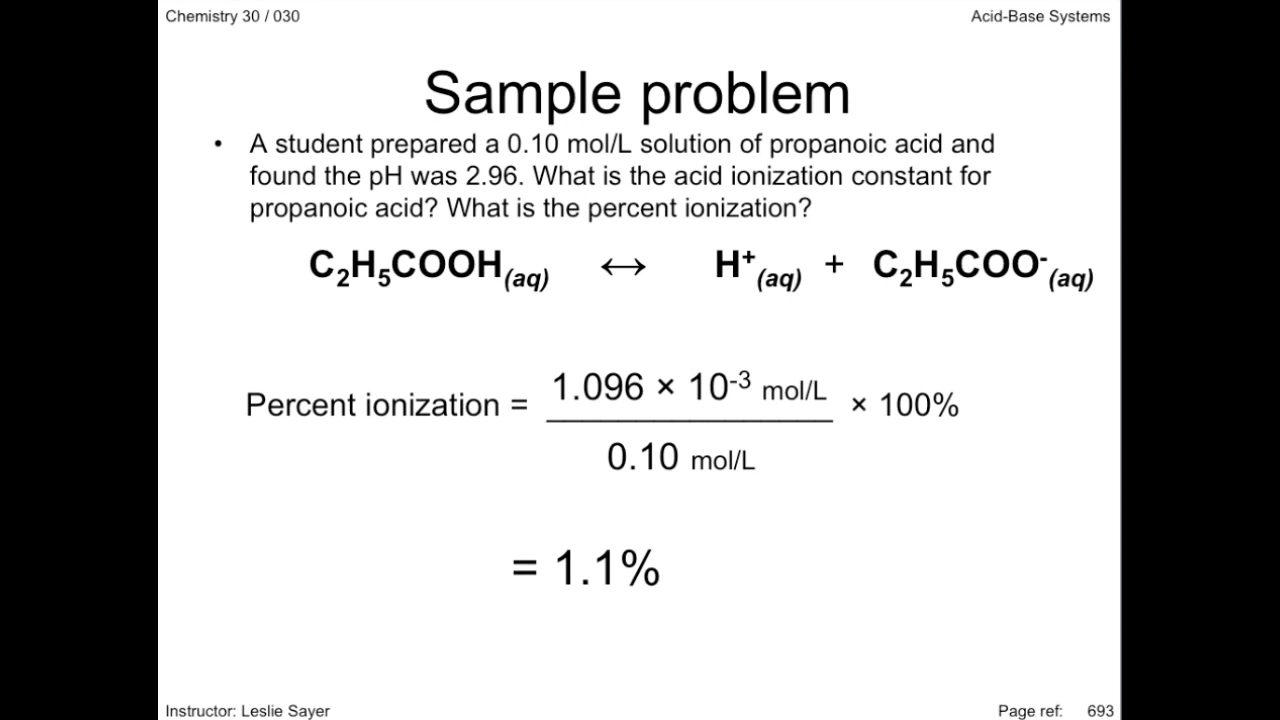 Chemistry 30 / 030
Acid-Base Systems
Sample problem
• A student prepared a 0.10 mol/L solution of propanoic acid and
found the pH was 2.96. What is the acid ionization constant for
propanoic acid? What is the percent ionization?
C₂H₅COOH(aq) ↔ H⁺(aq) + C₂H₅COO⁻(aq)
Percent ionization = 1.096 × 10⁻³ mol/L × 100%
0.10 mol/L
= 1.1%
Instructor: Leslie Sayer
Page ref: 693